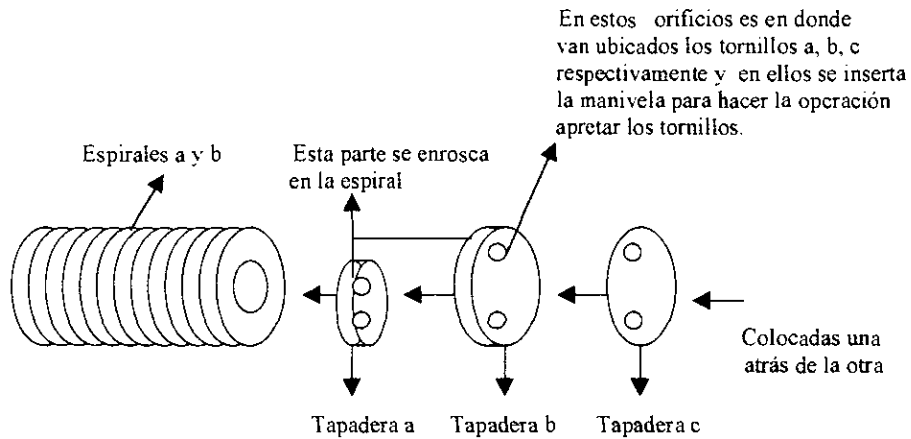 En estos orificios es en donde
van ubicados los tornillos a, b, c
respectivamente y en ellos se inserta
la manivela para hacer la operación
apretar los tornillos.
Espirales a y b
Esta parte se enrosca
en la espiral
Colocadas una
atrás de la otra
Tapadera a
Tapadera b
Tapadera c